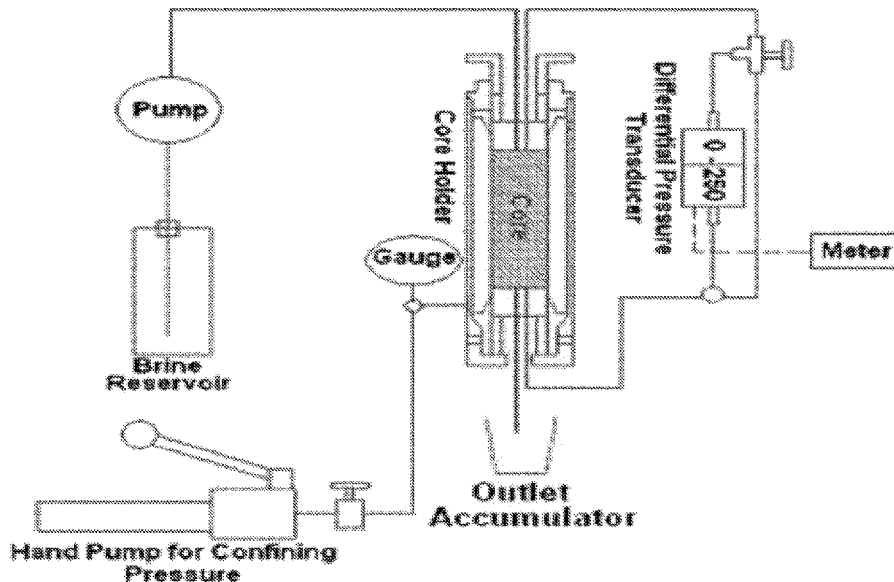 Pump
Core Holder
Core
Differential Pressure
Transducer
0 - 250
Meter
Gauge
Brine
Reservoir
Outlet
Accumulator
Hand Pump for Confining
Pressure